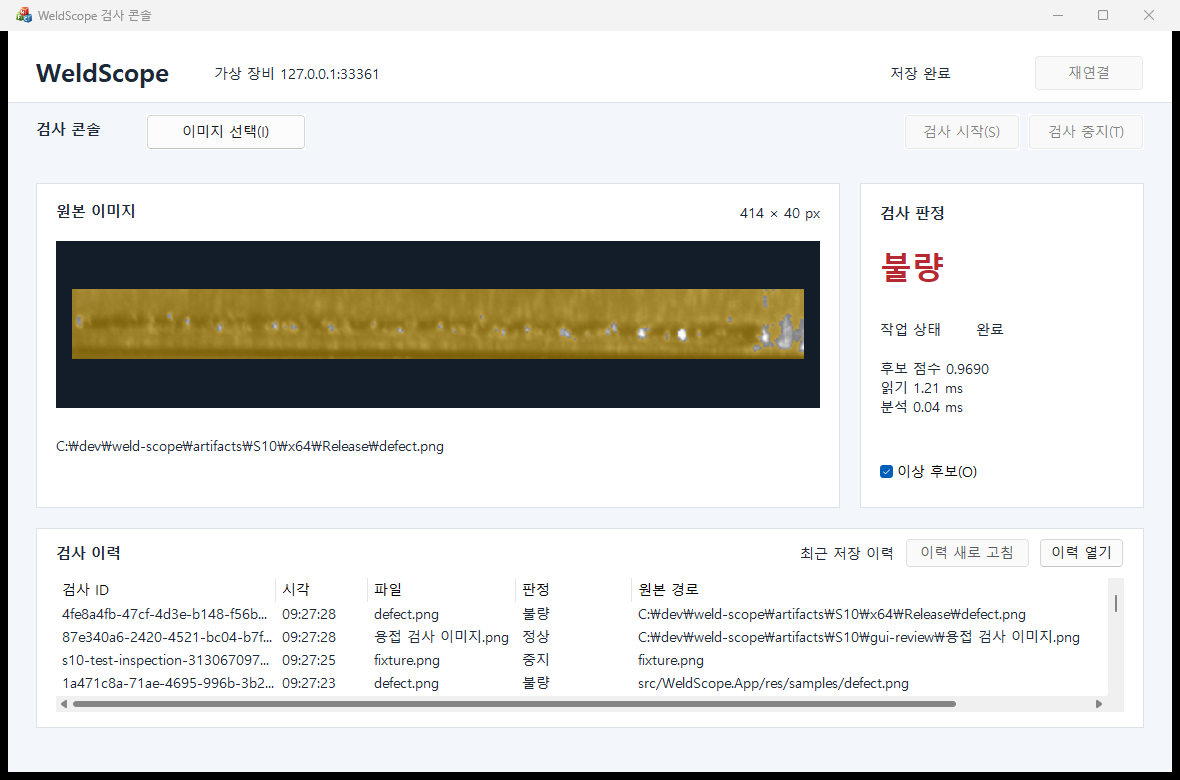 WeldScope 검사 콘솔
WeldScope 가상 장비 127.0.0.1:33361 저장 완료 재연결
검사 콘솔 이미지 선택(I) 검사 시작(S) 검사 중지(T)
원본 이미지 414 × 40 px
C:₩dev₩weld-scope₩artifacts₩S10₩x64₩Release₩defect.png
검사 판정
불량
작업 상태 완료
후보 점수 0.9690
읽기 1.21 ms
분석 0.04 ms
이상 후보(O)
검사 이력 최근 저장 이력 이력 새로 고침 이력 열기
검사 ID 시각 파일 판정 원본 경로
4fe8a4fb-47cf-4d3e-b148-f56b... 09:27:28 defect.png 불량 C:₩dev₩weld-scope₩artifacts₩S10₩x64₩Release₩defect.png
87e340a6-2420-4521-bc04-b7f... 09:27:28 용접 검사 이미지.png 정상 C:₩dev₩weld-scope₩artifacts₩S10₩gui-review₩용접 검사 이미지.png
s10-test-inspection-313067097... 09:27:25 fixture.png 중지 fixture.png
1a471c8a-71ae-4695-996b-3b2... 09:27:23 defect.png 불량 src/WeldScope.App/res/samples/defect.png